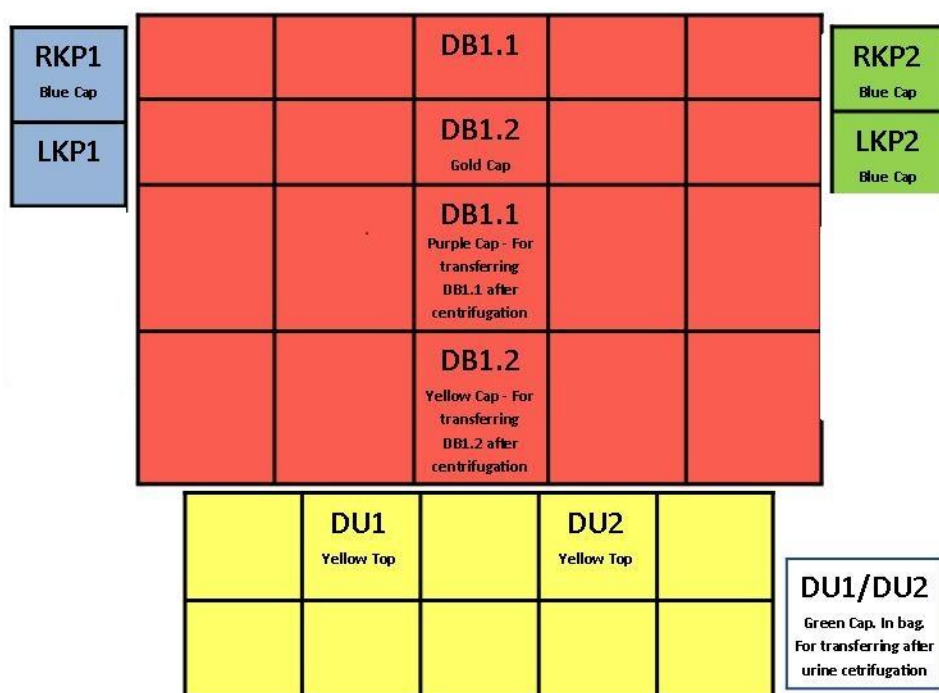 RKP1
Blue Cap
LKP1
DB1.1
DB1.2
Gold Cap
DB1.1
Purple Cap - For
transferring
DB1.1 after
centrifugation
DB1.2
Yellow Cap - For
transferring
DB1.2 after
centrifugation
RKP2
Blue Cap
LKP2
Blue Cap
DU1
Yellow Top
DU2
Yellow Top
DU1/DU2
Green Cap. In bag.
For transferring after
urine cetrifugation